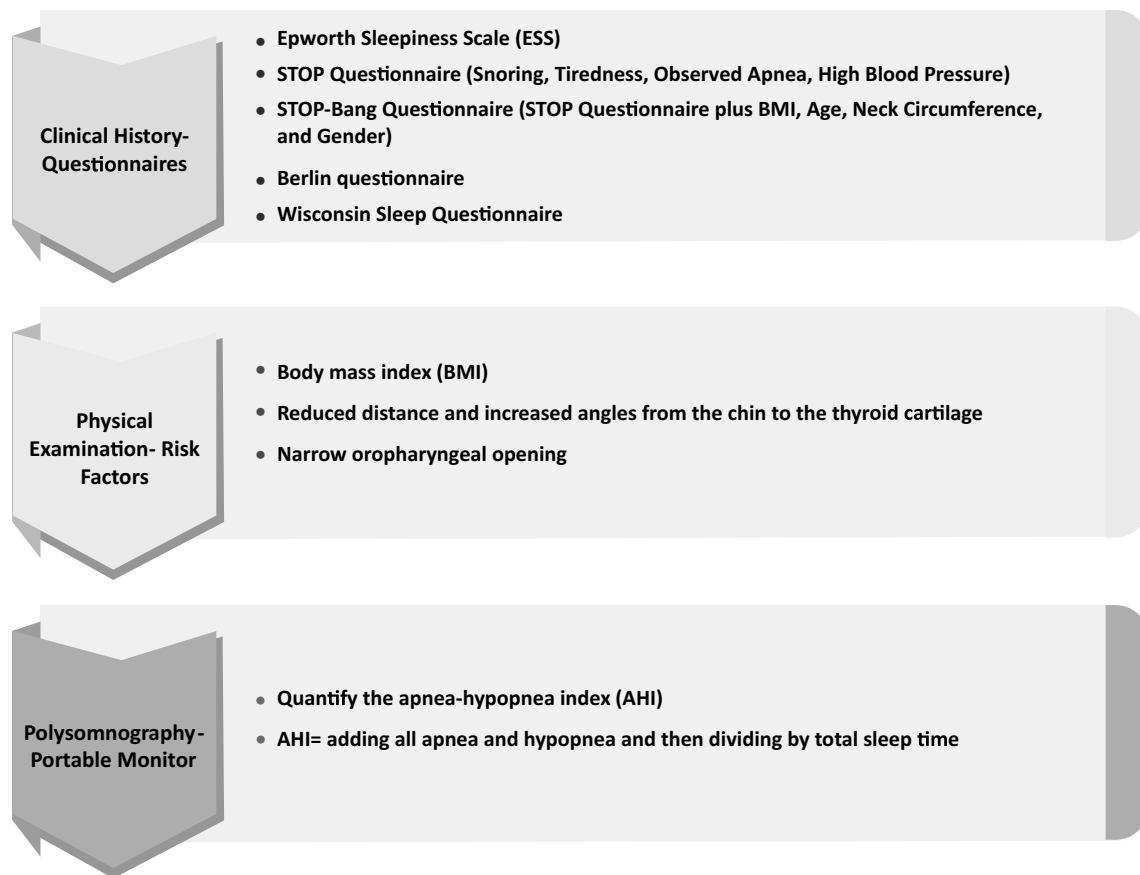 Clinical History-
Questionnaires
• Epworth Sleepiness Scale (ESS)
• STOP Questionnaire (Snoring, Tiredness, Observed Apnea, High Blood Pressure)
• STOP-Bang Questionnaire (STOP Questionnaire plus BMI, Age, Neck Circumference,
and Gender)
• Berlin questionnaire
• Wisconsin Sleep Questionnaire
Physical
Examination- Risk
Factors
• Body mass index (BMI)
• Reduced distance and increased angles from the chin to the thyroid cartilage
• Narrow oropharyngeal opening
Polysomnography-
Portable Monitor
• Quantify the apnea-hypopnea index (AHI)
• AHI= adding all apnea and hypopnea and then dividing by total sleep time